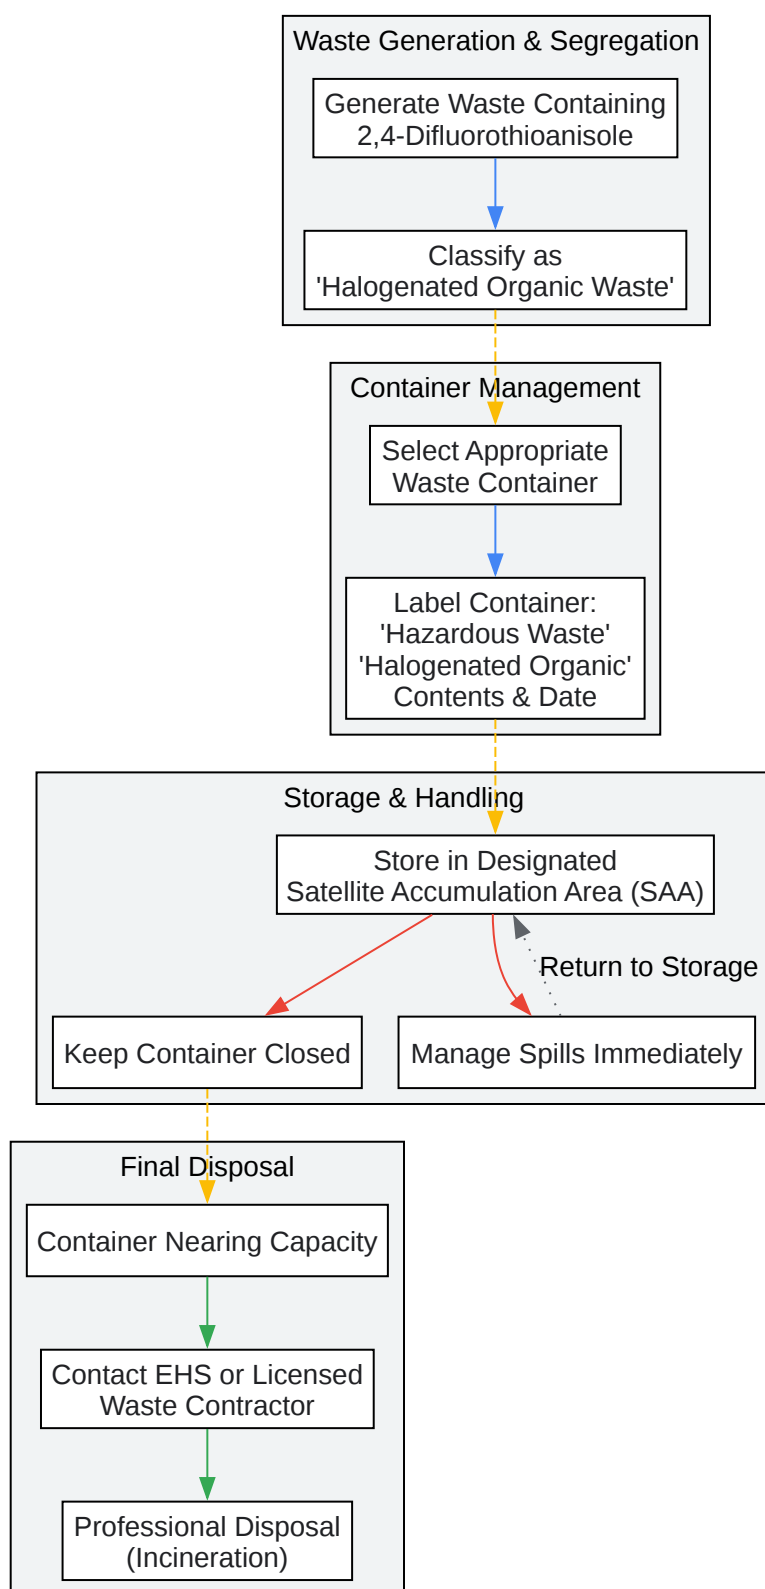 Waste Generation & Segregation
Generate Waste Containing
2,4-Difluorothioanisole
Classify as
'Halogenated Organic Waste'
Container Management
Select Appropriate
Waste Container
Label Container:
'Hazardous Waste'
'Halogenated Organic'
Contents & Date
Storage & Handling
Store in Designated
Satellite Accumulation Area (SAA)
Return to Storage
Keep Container Closed
Manage Spills Immediately
Final Disposal
Container Nearing Capacity
Contact EHS or Licensed
Waste Contractor
Professional Disposal
(Incineration)